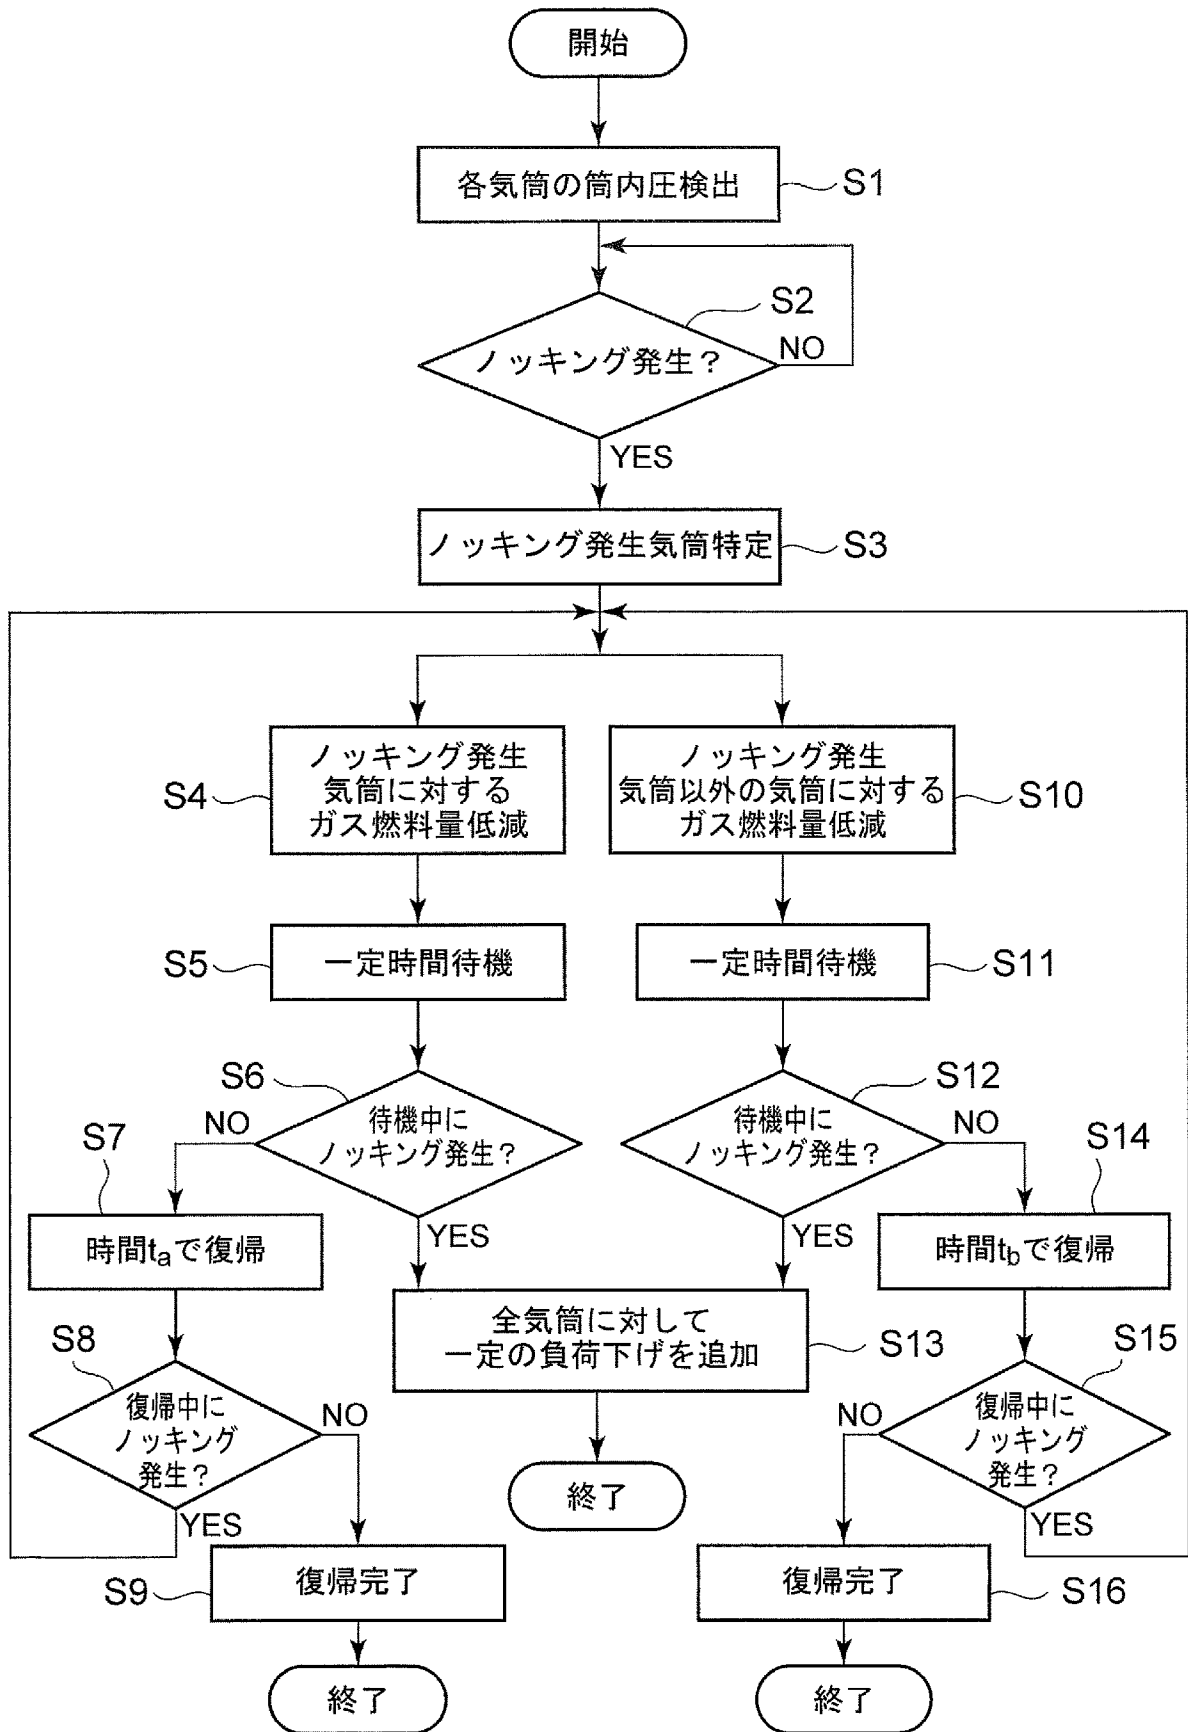 開始
各気筒の筒内圧検出
S1
S2
ノッキング発生？
NO
YES
ノッキング発生気筒特定
S3
ノッキング発生
気筒に対する
ガス燃料量低減
S4
ノッキング発生
気筒以外の気筒に対する
ガス燃料量低減
S10
S5
一定時間待機
一定時間待機
S11
S6
待機中に
ノッキング発生？
NO
YES
S12
待機中に
ノッキング発生？
NO
YES
S7
時間taで復帰
S14
時間tbで復帰
全気筒に対して
一定の負荷下げを追加
S13
終了
S8
復帰中に
ノッキング
発生？
NO
YES
S15
復帰中に
ノッキング
発生？
NO
YES
S9
復帰完了
復帰完了
S16
終了
終了